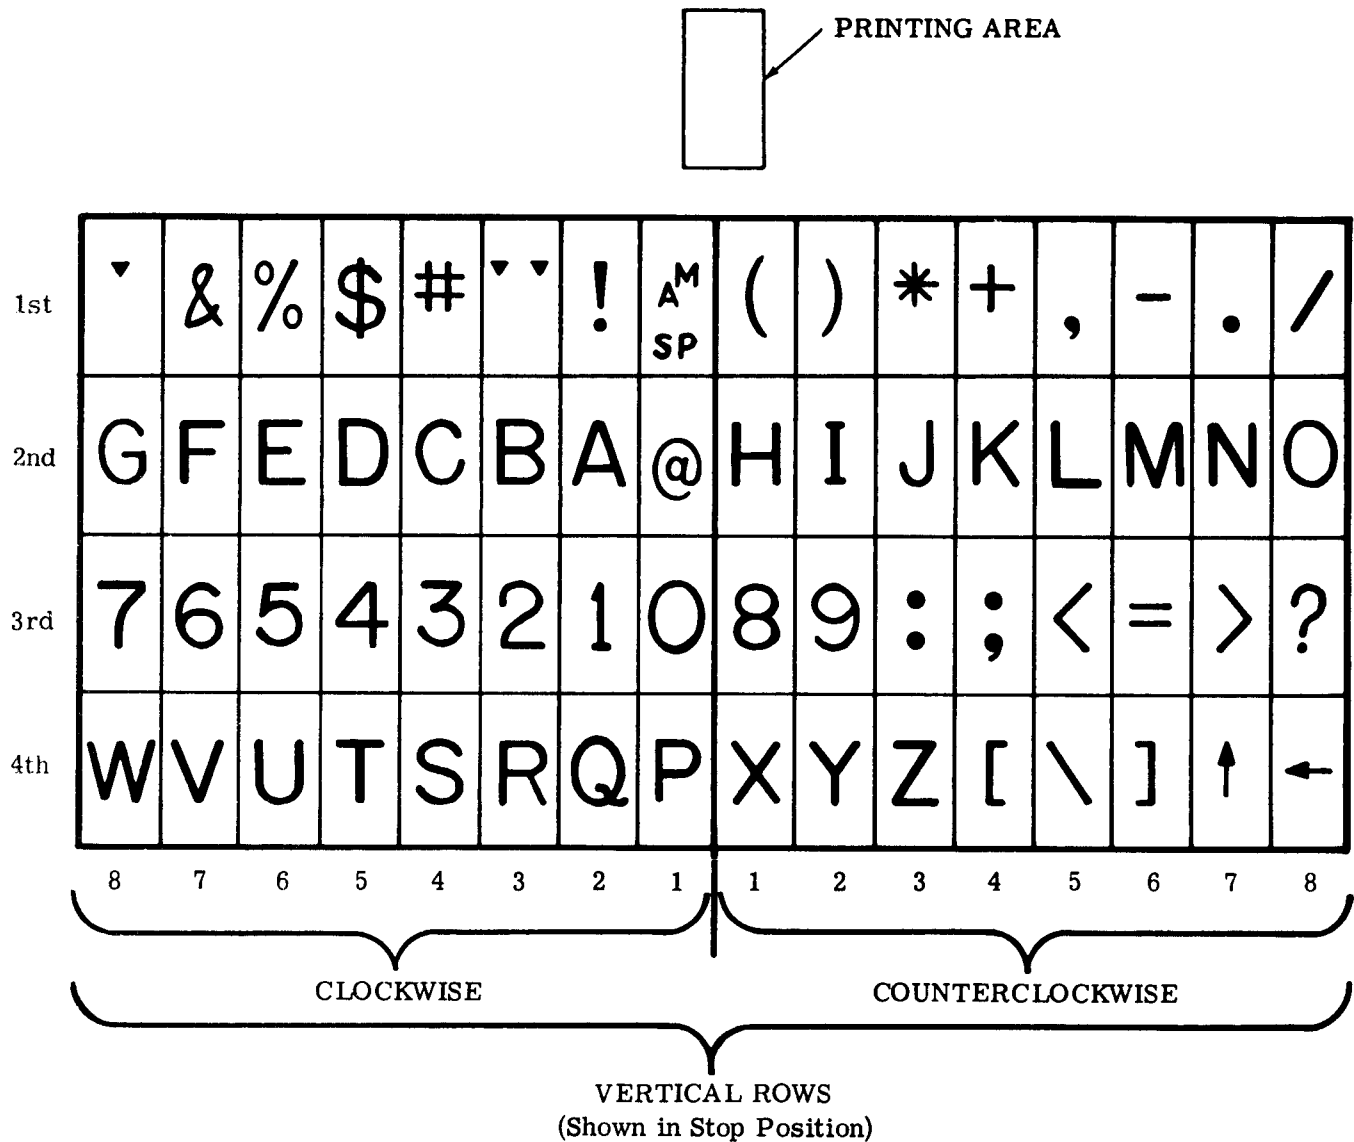 PRINTING AREA
1st ' & % $ # " ! AM SP ( ) * + , - . /
2nd G F E D C B A @ H I J K L M N O
3rd 7 6 5 4 3 2 1 0 8 9 : ; < = > ?
4th W V U T S R Q P X Y Z [ \ ] ↑ ←
8 7 6 5 4 3 2 1 1 2 3 4 5 6 7 8
CLOCKWISE COUNTERCLOCKWISE
VERTICAL ROWS
(Shown in Stop Position)